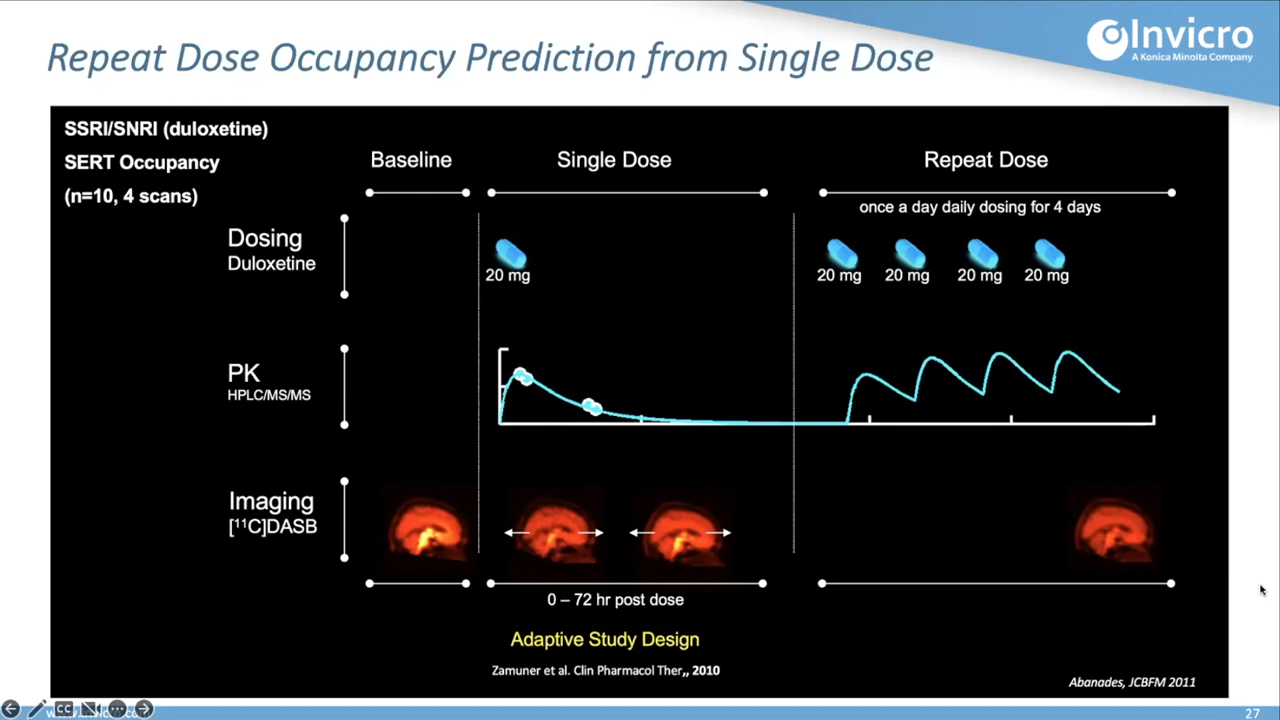 Repeat Dose Occupancy Prediction from Single Dose
Invicro
A Konica Minolta Company
SSRI/SNRI (duloxetine)
SERT Occupancy
(n=10, 4 scans)
Baseline
Single Dose
Repeat Dose
once a day daily dosing for 4 days
Dosing
Duloxetine
20 mg
20 mg
20 mg
20 mg
20 mg
PK
HPLC/MS/MS
Imaging
[¹¹C]DASB
0 – 72 hr post dose
Adaptive Study Design
Zamuner et al. Clin Pharmacol Ther,, 2010
Abanades, JCBFM 2011
CC
27